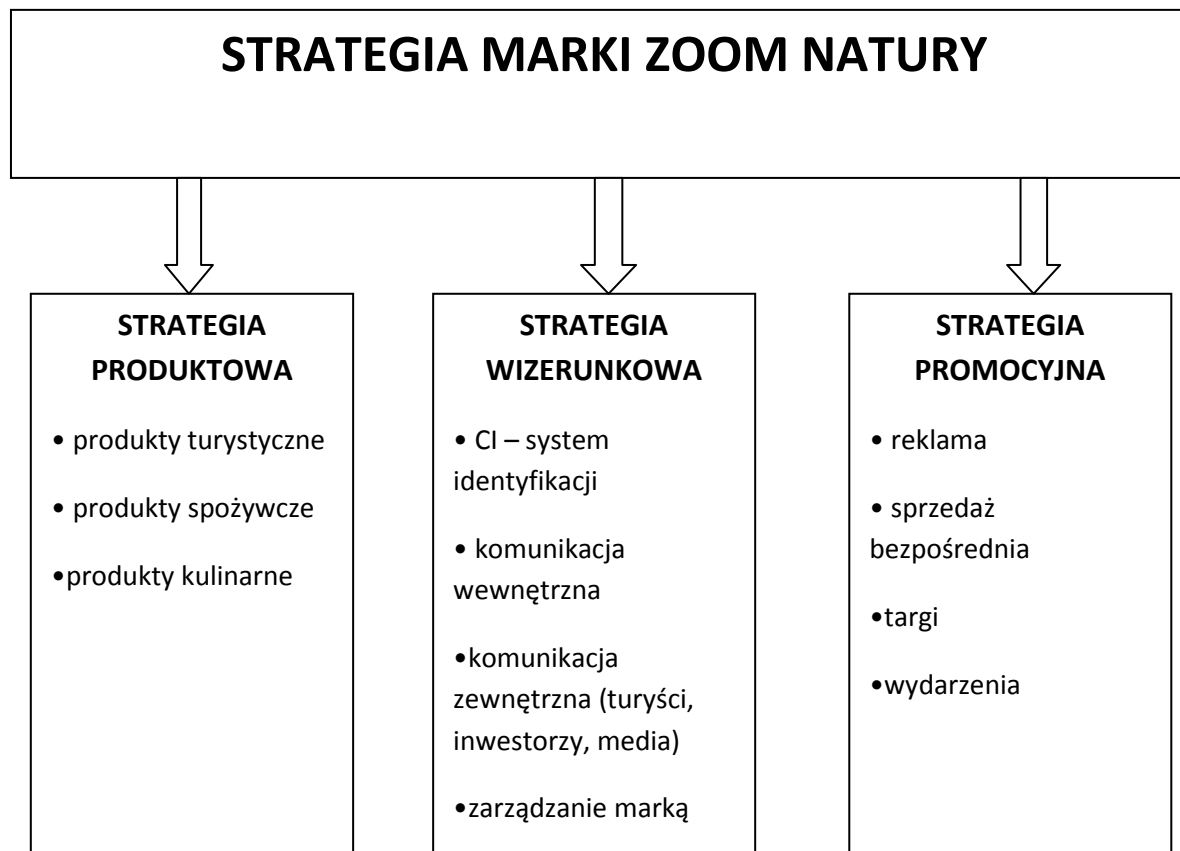 STRATEGIA MARKI ZOOM NATURY
STRATEGIA
PRODUKTOWA
• produkty turystyczne
• produkty spożywcze
•produkty kulinarne
STRATEGIA
WIZERUNKOWA
• CI – system
identyfikacji
• komunikacja
wewnętrzna
•komunikacja
zewnętrzna (turyści,
inwestorzy, media)
•zarządzanie marką
STRATEGIA
PROMOCYJNA
• reklama
• sprzedaż
bezpośrednia
•targi
•wydarzenia